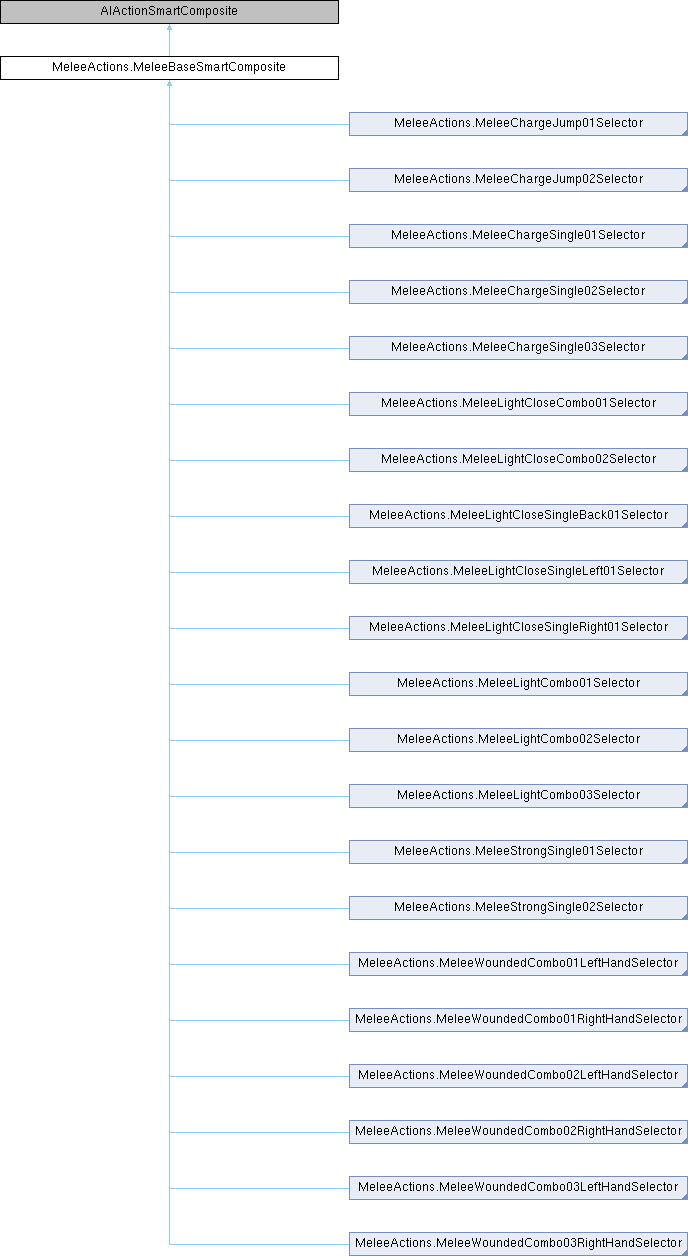 AIActionSmartComposite
MeleeActions.MeleeBaseSmartComposite
MeleeActions.MeleeChargeJump01Selector
MeleeActions.MeleeChargeJump02Selector
MeleeActions.MeleeChargeSingle01Selector
MeleeActions.MeleeChargeSingle02Selector
MeleeActions.MeleeChargeSingle03Selector
MeleeActions.MeleeLightCloseCombo01Selector
MeleeActions.MeleeLightCloseCombo02Selector
MeleeActions.MeleeLightCloseSingleBack01Selector
MeleeActions.MeleeLightCloseSingleLeft01Selector
MeleeActions.MeleeLightCloseSingleRight01Selector
MeleeActions.MeleeLightCombo01Selector
MeleeActions.MeleeLightCombo02Selector
MeleeActions.MeleeLightCombo03Selector
MeleeActions.MeleeStrongSingle01Selector
MeleeActions.MeleeStrongSingle02Selector
MeleeActions.MeleeWoundedCombo01LeftHandSelector
MeleeActions.MeleeWoundedCombo01RightHandSelector
MeleeActions.MeleeWoundedCombo02LeftHandSelector
MeleeActions.MeleeWoundedCombo02RightHandSelector
MeleeActions.MeleeWoundedCombo03LeftHandSelector
MeleeActions.MeleeWoundedCombo03RightHandSelector